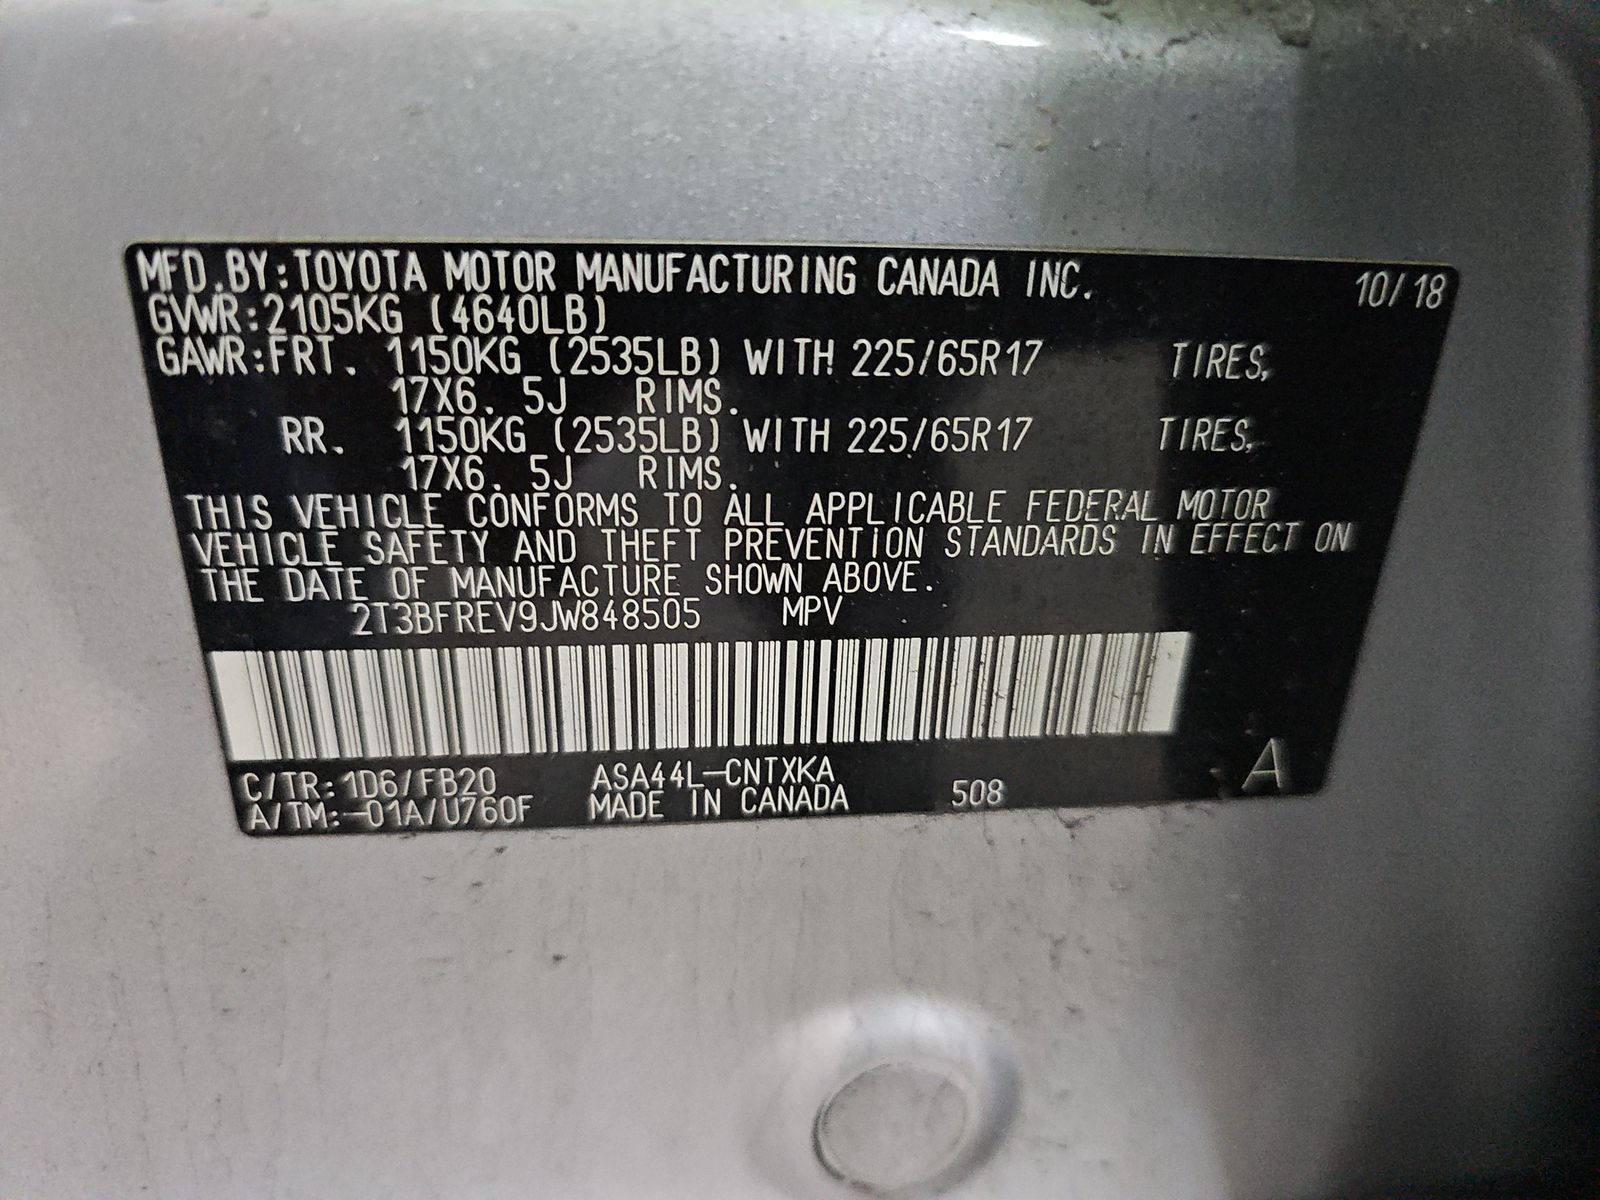 MFD.BY:TOYOTA MOTOR MANUFACTURING CANADA INC. 10/18
GVWR:2105KG (4640LB)
GAWR:FRT. 1150KG (2535LB) WITH 225/65R17 TIRES,
17X6.5J RIMS.
RR. 1150KG (2535LB) WITH 225/65R17 TIRES,
17X6.5J RIMS.
THIS VEHICLE CONFORMS TO ALL APPLICABLE FEDERAL MOTOR
VEHICLE SAFETY AND THEFT PREVENTION STANDARDS IN EFFECT ON
THE DATE OF MANUFACTURE SHOWN ABOVE.
2T3BFREV9JW848505 MPV
C/TR:1D6/FB20 ASA44L-CNTXKA A
A/TM:-01A/U760F MADE IN CANADA 508